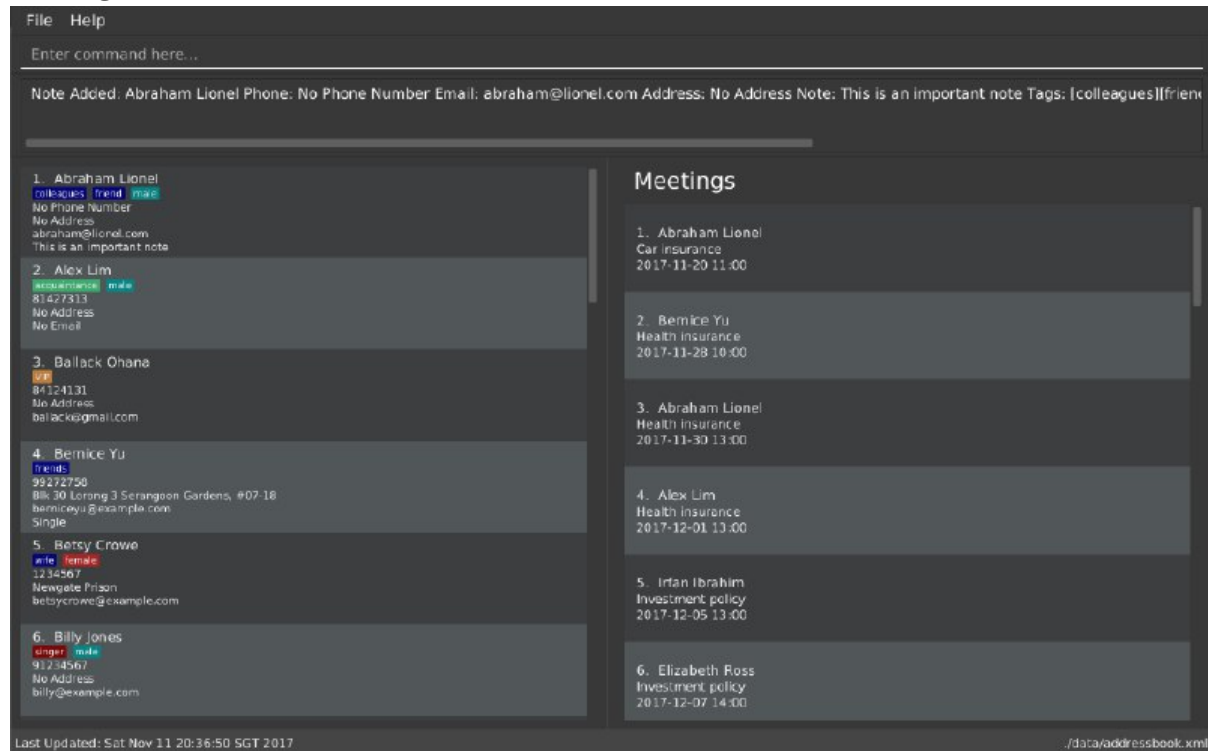 File Help
Enter command here...
Note Added: Abraham Lionel Phone: No Phone Number Email: abraham@lionel.com Address: No Address Note: This is an important note Tags: [colleagues][frien
1. Abraham Lionel
colleagues friend male
No Phone Number
No Address
abraham@lionel.com
This is an important note
2. Alex Lim
acquaintance male
81427313
No Address
No Email
3. Ballack Ohana
VIP
84124131
No Address
ballack@gmail.com
4. Bernice Yu
friends
99272758
Blk 30 Lorong 3 Serangoon Gardens, #07-18
berniceyu@example.com
Single
5. Betsy Crowe
wife female
1234567
Newgate Prison
betsycrowe@example.com
6. Billy Jones
singer male
91234567
No Address
billy@example.com
Meetings
1. Abraham Lionel
Car insurance
2017-11-20 11:00
2. Bernice Yu
Health insurance
2017-11-28 10:00
3. Abraham Lionel
Health insurance
2017-11-30 13:00
4. Alex Lim
Health insurance
2017-12-01 13:00
5. Irfan Ibrahim
Investment policy
2017-12-05 13:00
6. Elizabeth Ross
Investment policy
2017-12-07 14:00
Last Updated: Sat Nov 11 20:36:50 SGT 2017
./data/addressbook.xml